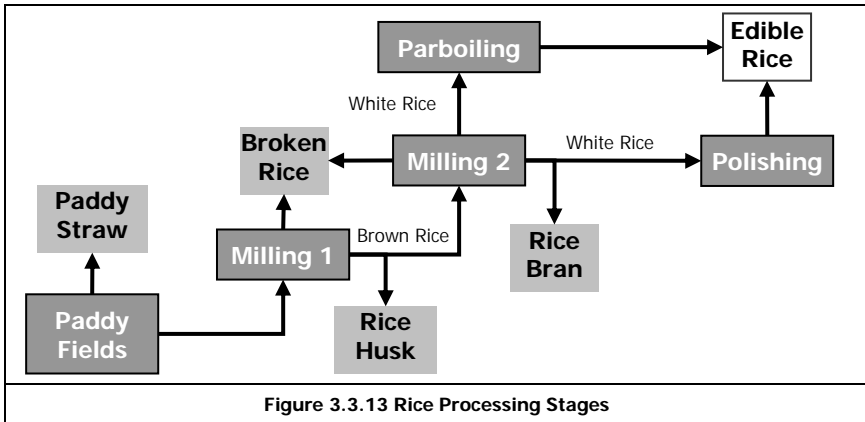 Parboiling
Edible
Rice
White Rice
Broken
Rice
Milling 2
White Rice
Polishing
Paddy
Straw
Milling 1
Brown Rice
Rice
Bran
Paddy
Fields
Rice
Husk
Figure 3.3.13 Rice Processing Stages